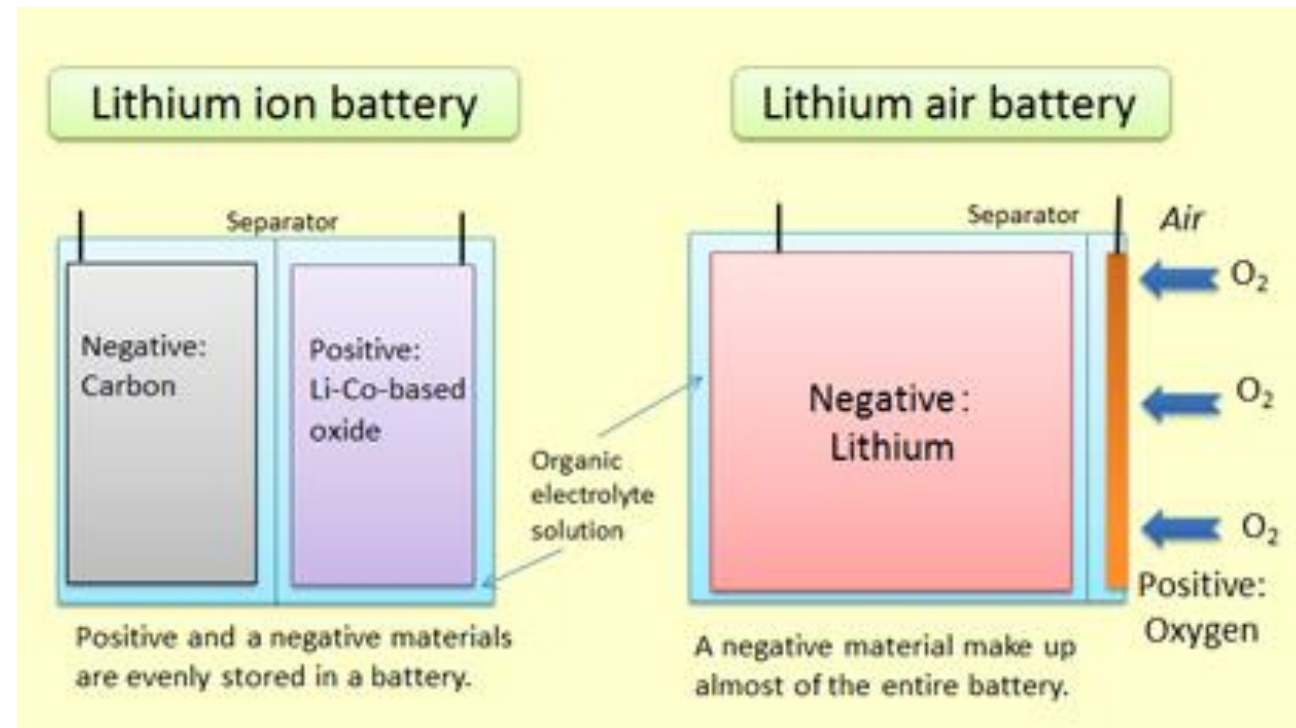 Lithium ion battery
Separator
Negative:
Carbon
Positive:
Li-Co-based
oxide
Positive and a negative materials
are evenly stored in a battery.
Organic
electrolyte
solution
Lithium air battery
Separator
Air
O₂
O₂
O₂
Negative:
Lithium
Positive:
Oxygen
A negative material make up
almost of the entire battery.